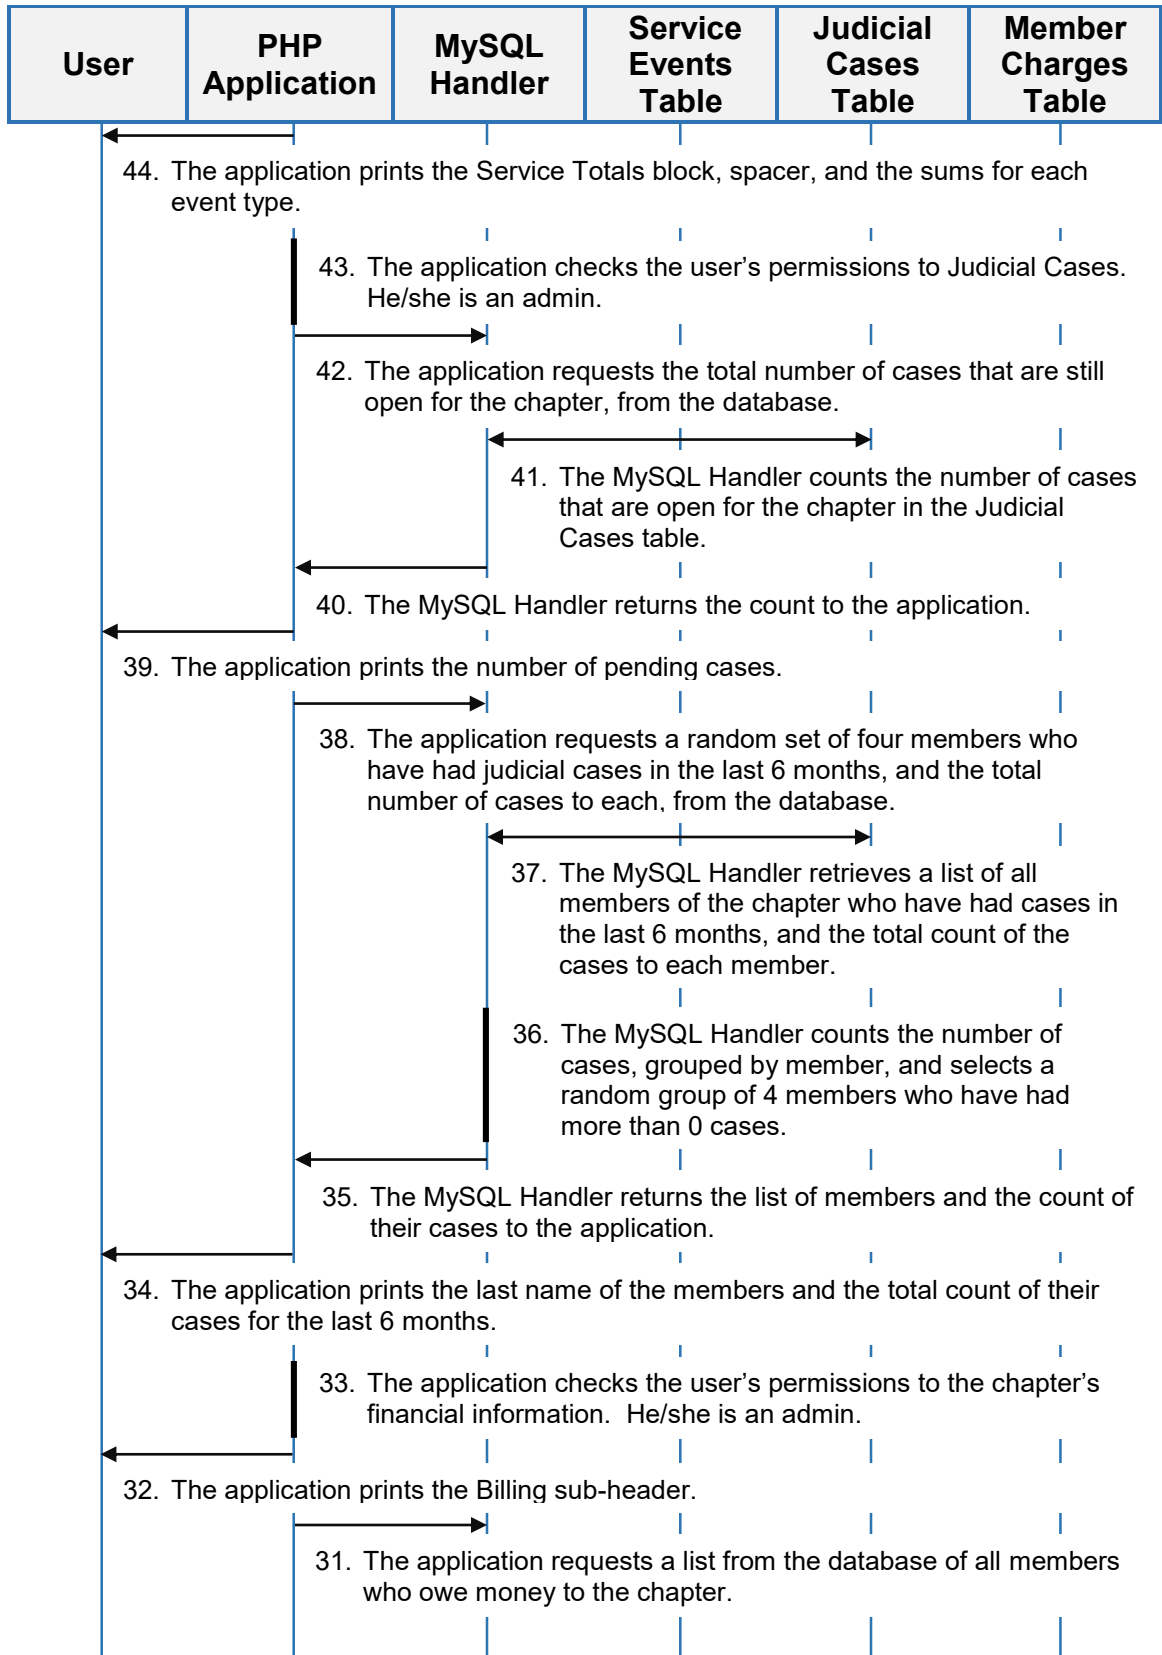 User
PHP
Application
MySQL
Handler
Service
Events
Table
Judicial
Cases
Table
Member
Charges
Table
44. The application prints the Service Totals block, spacer, and the sums for each
event type.
43. The application checks the user’s permissions to Judicial Cases.
He/she is an admin.
42. The application requests the total number of cases that are still
open for the chapter, from the database.
41. The MySQL Handler counts the number of cases
that are open for the chapter in the Judicial
Cases table.
40. The MySQL Handler returns the count to the application.
39. The application prints the number of pending cases.
38. The application requests a random set of four members who
have had judicial cases in the last 6 months, and the total
number of cases to each, from the database.
37. The MySQL Handler retrieves a list of all
members of the chapter who have had cases in
the last 6 months, and the total count of the
cases to each member.
36. The MySQL Handler counts the number of
cases, grouped by member, and selects a
random group of 4 members who have had
more than 0 cases.
35. The MySQL Handler returns the list of members and the count of
their cases to the application.
34. The application prints the last name of the members and the total count of their
cases for the last 6 months.
33. The application checks the user’s permissions to the chapter’s
financial information.  He/she is an admin.
32. The application prints the Billing sub-header.
31. The application requests a list from the database of all members
who owe money to the chapter.